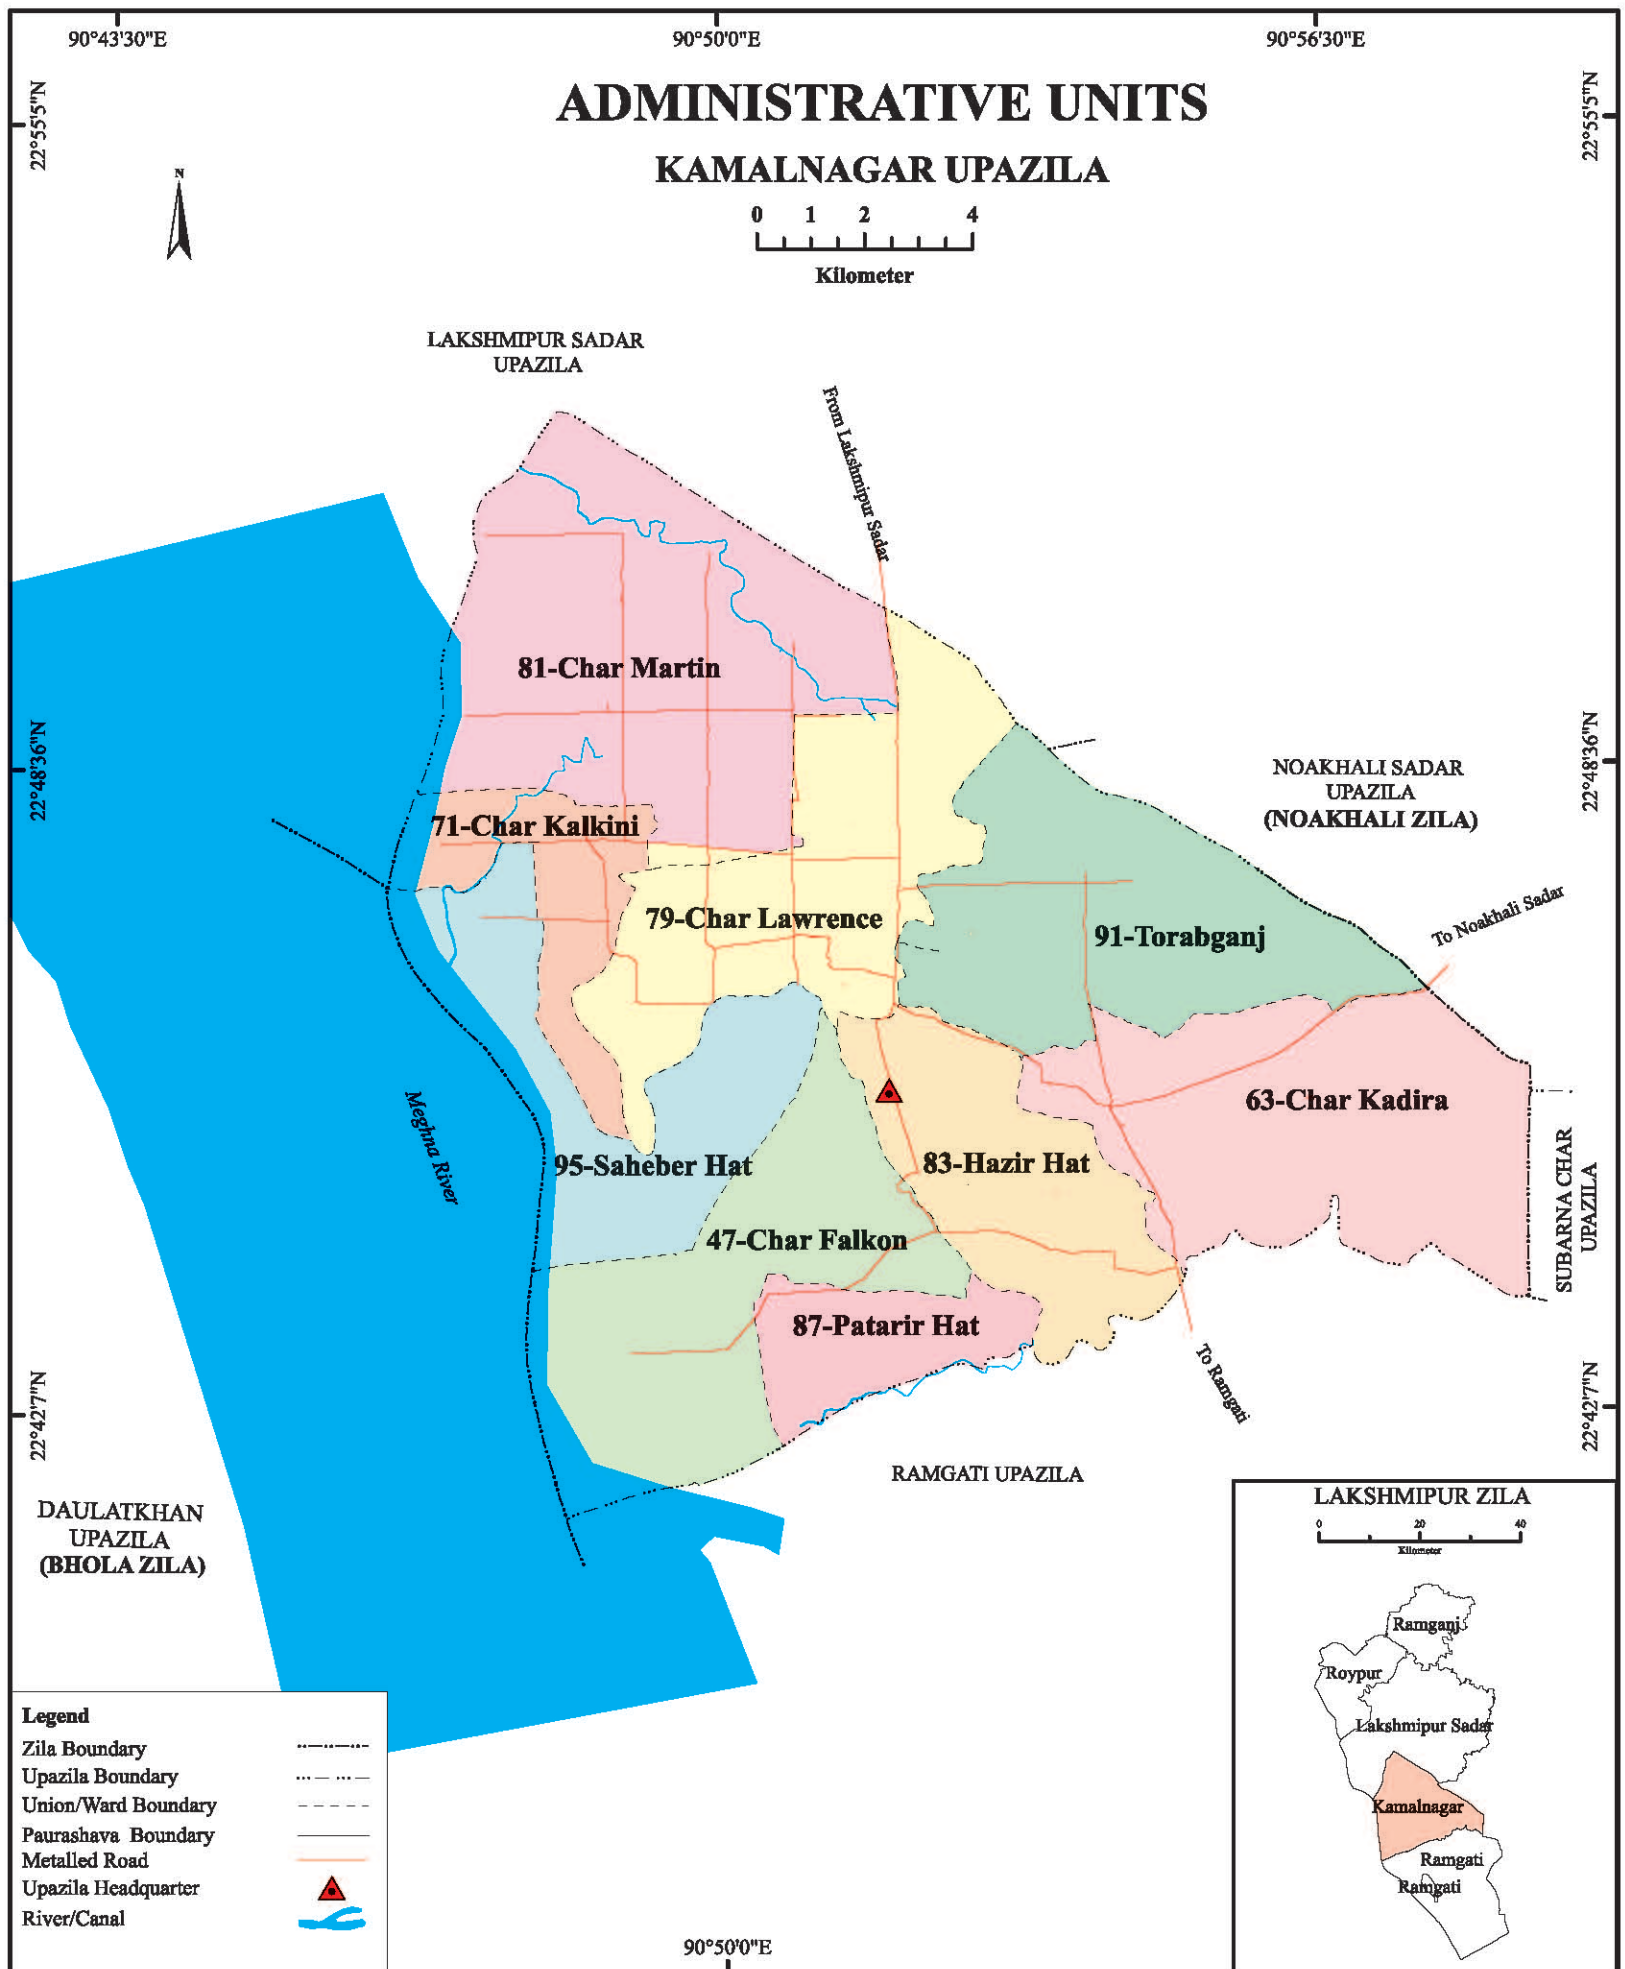 90°43'30"E
90°50'0"E
90°56'30"E
22°55'5"N
22°55'5"N
ADMINISTRATIVE UNITS
KAMALNAGAR UPAZILA
N
0 1 2 4
Kilometer
LAKSHMIPUR SADAR
UPAZILA
From Lakshmipur Sadar
81-Char Martin
22°48'36"N
22°48'36"N
NOAKHALI SADAR
UPAZILA
(NOAKHALI ZILA)
71-Char Kalkini
79-Char Lawrence
91-Torabganj
To Noakhali Sadar
63-Char Kadira
Meghna River
95-Saheber Hat
83-Hazir Hat
SUBARNA CHAR
UPAZILA
47-Char Falkon
87-Patarir Hat
To Ramgati
22°42'7"N
22°42'7"N
RAMGATI UPAZILA
DAULATKHAN
UPAZILA
(BHOLA ZILA)
LAKSHMIPUR ZILA
0 20 40
Kilometer
Ramganj
Roypur
Lakshmipur Sadar
Kamalnagar
Ramgati
Ramgati
Legend
Zila Boundary
Upazila Boundary
Union/Ward Boundary
Paurashava Boundary
Metalled Road
Upazila Headquarter
River/Canal
90°50'0"E